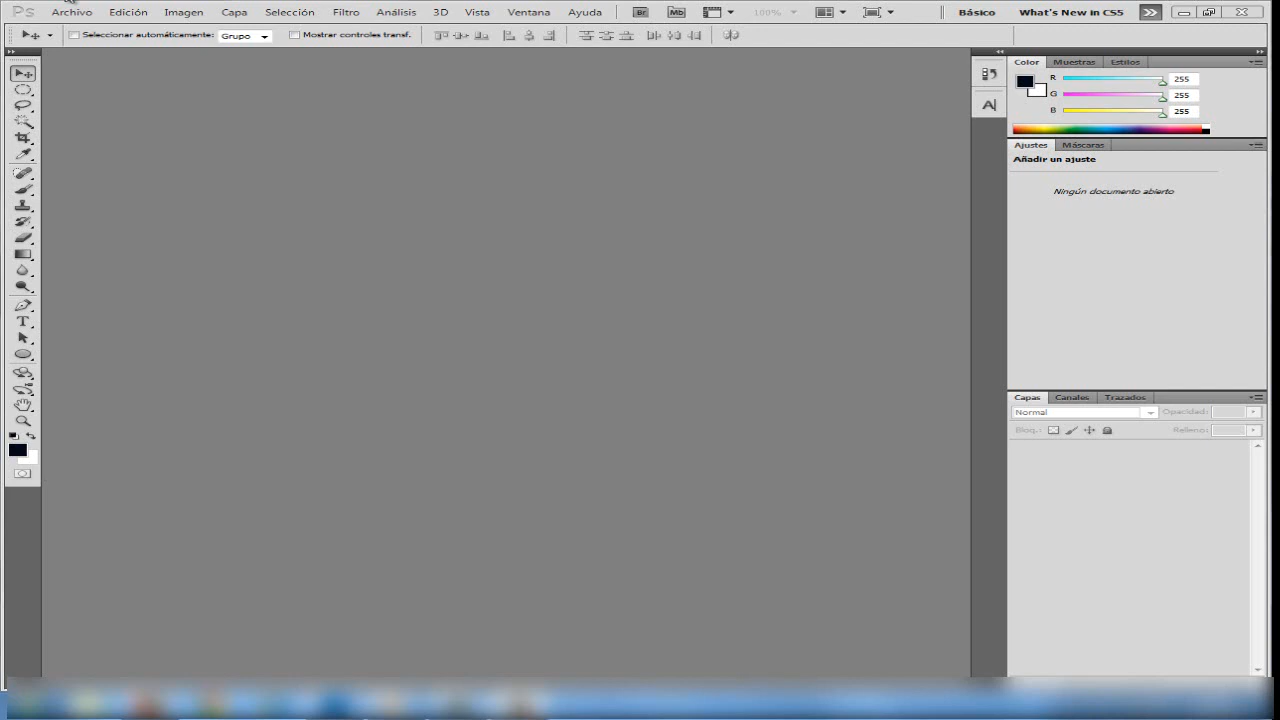 Ps Archivo Edición Imagen Capa Selección Filtro Análisis 3D Vista Ventana Ayuda Br Mb 100% Básico What's New in CS5
Seleccionar automáticamente: Grupo Mostrar controles transf.
Color Muestras Estilos
R 255
G 255
B 255
Ajustes Máscaras
Añadir un ajuste
Ningún documento abierto
Capas Canales Trazados
Normal Opacidad:
Bloq.: Relleno: